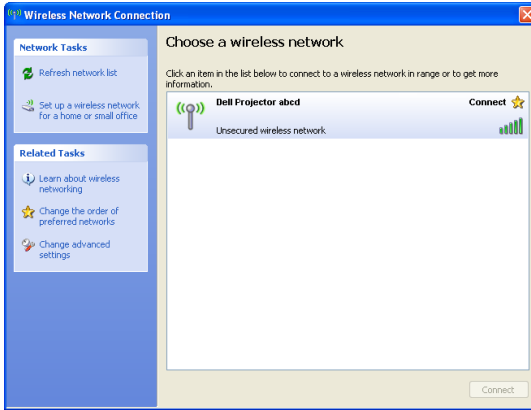 Wireless Network Connection
Network Tasks
Refresh network list
Set up a wireless network
for a home or small office
Related Tasks
Learn about wireless
networking
Change the order of
preferred networks
Change advanced
settings
Choose a wireless network
Click an item in the list below to connect to a wireless network in range or to get more
information.
Dell Projector abcd
Connect
Unsecured wireless network
Connect